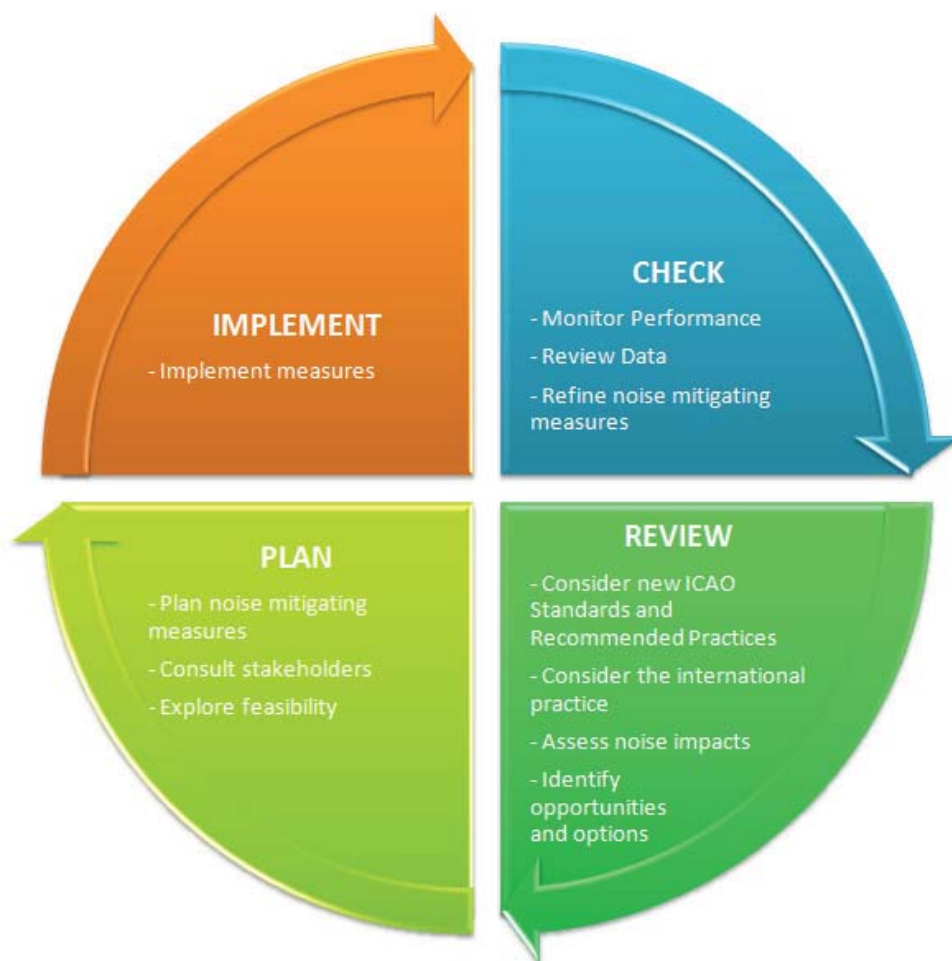 IMPLEMENT
- Implement measures
CHECK
- Monitor Performance
- Review Data
- Refine noise mitigating
measures
PLAN
- Plan noise mitigating
measures
- Consult stakeholders
- Explore feasibility
REVIEW
- Consider new ICAO
Standards and
Recommended Practices
- Consider the international
practice
- Assess noise impacts
- Identify
opportunities
and options